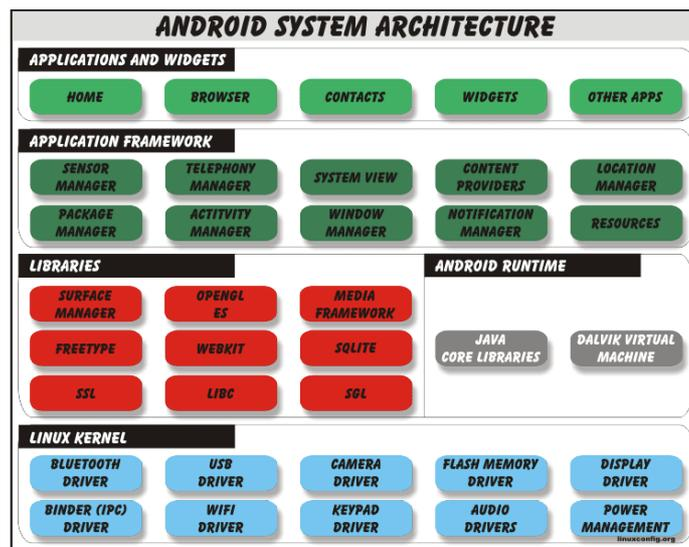 ANDROID SYSTEM ARCHITECTURE
APPLICATIONS AND WIDGETS
HOME
BROWSER
CONTACTS
WIDGETS
OTHER APPS
APPLICATION FRAMEWORK
SENSOR
MANAGER
TELEPHONY
MANAGER
SYSTEM VIEW
CONTENT
PROVIDERS
LOCATION
MANAGER
PACKAGE
MANAGER
ACTITVITY
MANAGER
WINDOW
MANAGER
NOTIFICATION
MANAGER
RESOURCES
LIBRARIES
SURFACE
MANAGER
OPENGL
ES
MEDIA
FRAMEWORK
FREETYPE
WEBKIT
SQLITE
SSL
LIBC
SGL
ANDROID RUNTIME
JAVA
CORE LIBRARIES
DALVIK VIRTUAL
MACHINE
LINUX KERNEL
BLUETOOTH
DRIVER
USB
DRIVER
CAMERA
DRIVER
FLASH MEMORY
DRIVER
DISPLAY
DRIVER
BINDER (IPC)
DRIVER
WIFI
DRIVER
KEYPAD
DRIVER
AUDIO
DRIVERS
POWER
MANAGEMENT
linuxconfig.org